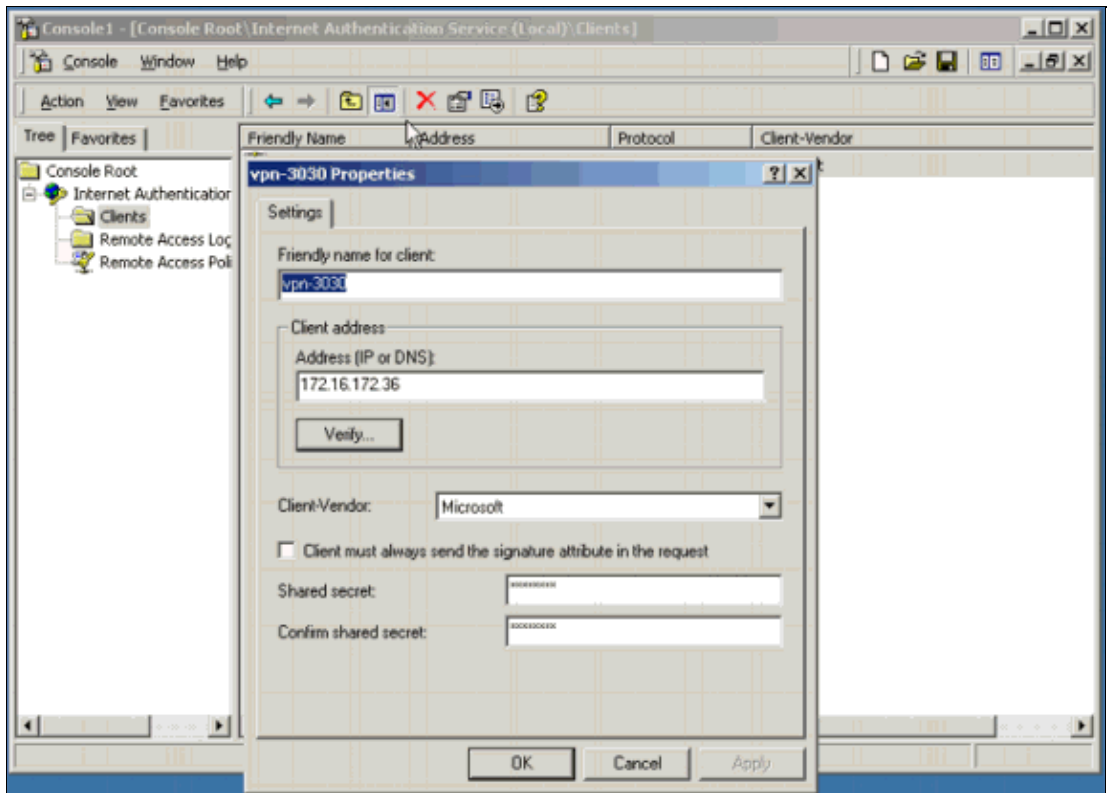 Console1 - [Console Root\Internet Authentication Service (Local)\Clients]
Console Window Help
Action View Favorites
Tree Favorites
Friendly Name Address Protocol Client-Vendor
Console Root
Internet Authentication
Clients
Remote Access Log
Remote Access Poli
vpn-3030 Properties
Settings
Friendly name for client:
vpn-3030
Client address
Address (IP or DNS):
172.16.172.36
Verify...
Client-Vendor: Microsoft
Client must always send the signature attribute in the request
Shared secret:
Confirm shared secret:
OK Cancel Apply